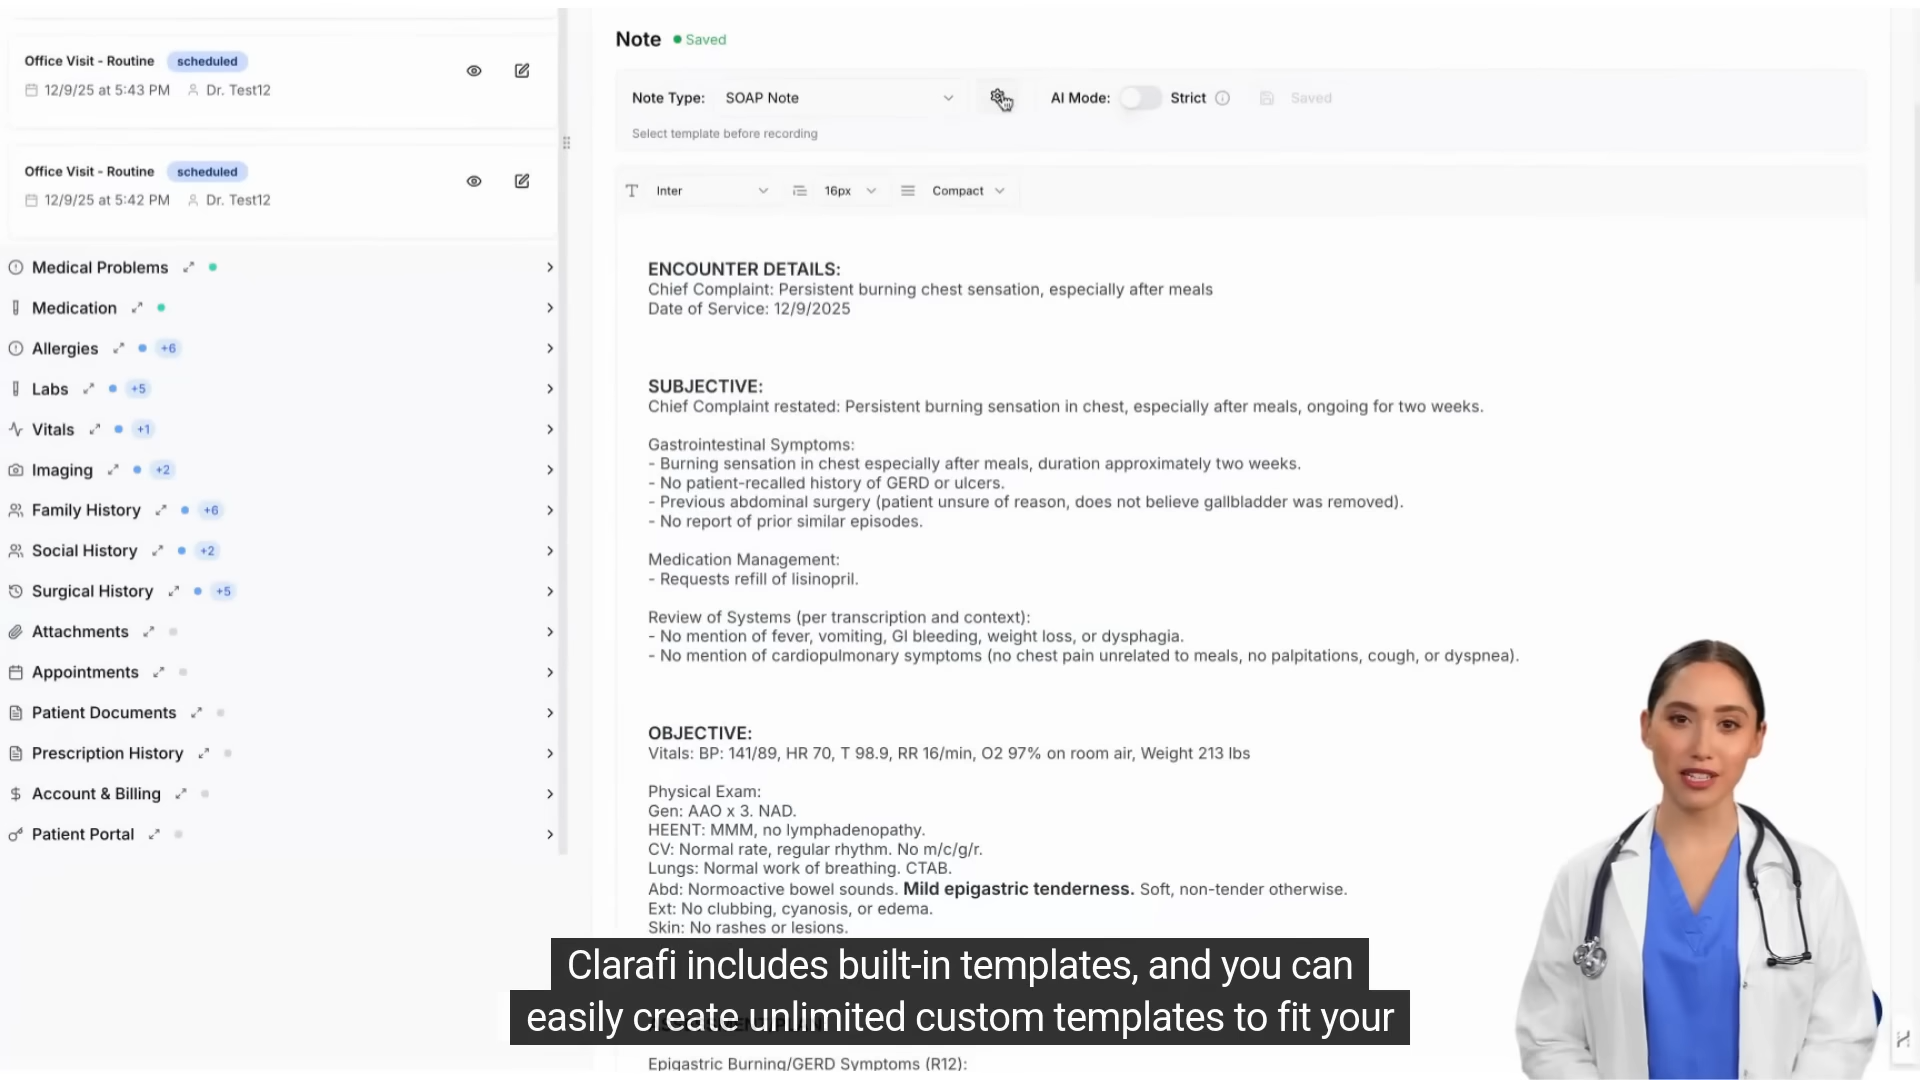 Office Visit - Routine scheduled
12/9/25 at 5:43 PM Dr. Test12
Office Visit - Routine scheduled
12/9/25 at 5:42 PM Dr. Test12
Medical Problems
Medication
Allergies +6
Labs +5
Vitals +1
Imaging +2
Family History +6
Social History +2
Surgical History +5
Attachments
Appointments
Patient Documents
Prescription History
Account & Billing
Patient Portal
Note Saved
Note Type: SOAP Note AI Mode: Strict Saved
Select template before recording
Inter 16px Compact
ENCOUNTER DETAILS:
Chief Complaint: Persistent burning chest sensation, especially after meals
Date of Service: 12/9/2025
SUBJECTIVE:
Chief Complaint restated: Persistent burning sensation in chest, especially after meals, ongoing for two weeks.
Gastrointestinal Symptoms:
- Burning sensation in chest especially after meals, duration approximately two weeks.
- No patient-recalled history of GERD or ulcers.
- Previous abdominal surgery (patient unsure of reason, does not believe gallbladder was removed).
- No report of prior similar episodes.
Medication Management:
- Requests refill of lisinopril.
Review of Systems (per transcription and context):
- No mention of fever, vomiting, GI bleeding, weight loss, or dysphagia.
- No mention of cardiopulmonary symptoms (no chest pain unrelated to meals, no palpitations, cough, or dyspnea).
OBJECTIVE:
Vitals: BP: 141/89, HR 70, T 98.9, RR 16/min, O2 97% on room air, Weight 213 lbs
Physical Exam:
Gen: AAO x 3. NAD.
HEENT: MMM, no lymphadenopathy.
CV: Normal rate, regular rhythm. No m/c/g/r.
Lungs: Normal work of breathing. CTAB.
Abd: Normoactive bowel sounds. Mild epigastric tenderness. Soft, non-tender otherwise.
Ext: No clubbing, cyanosis, or edema.
Skin: No rashes or lesions.
Clarafi includes built-in templates, and you can
easily create unlimited custom templates to fit your
Epigastric Burning/GERD Symptoms (R12):